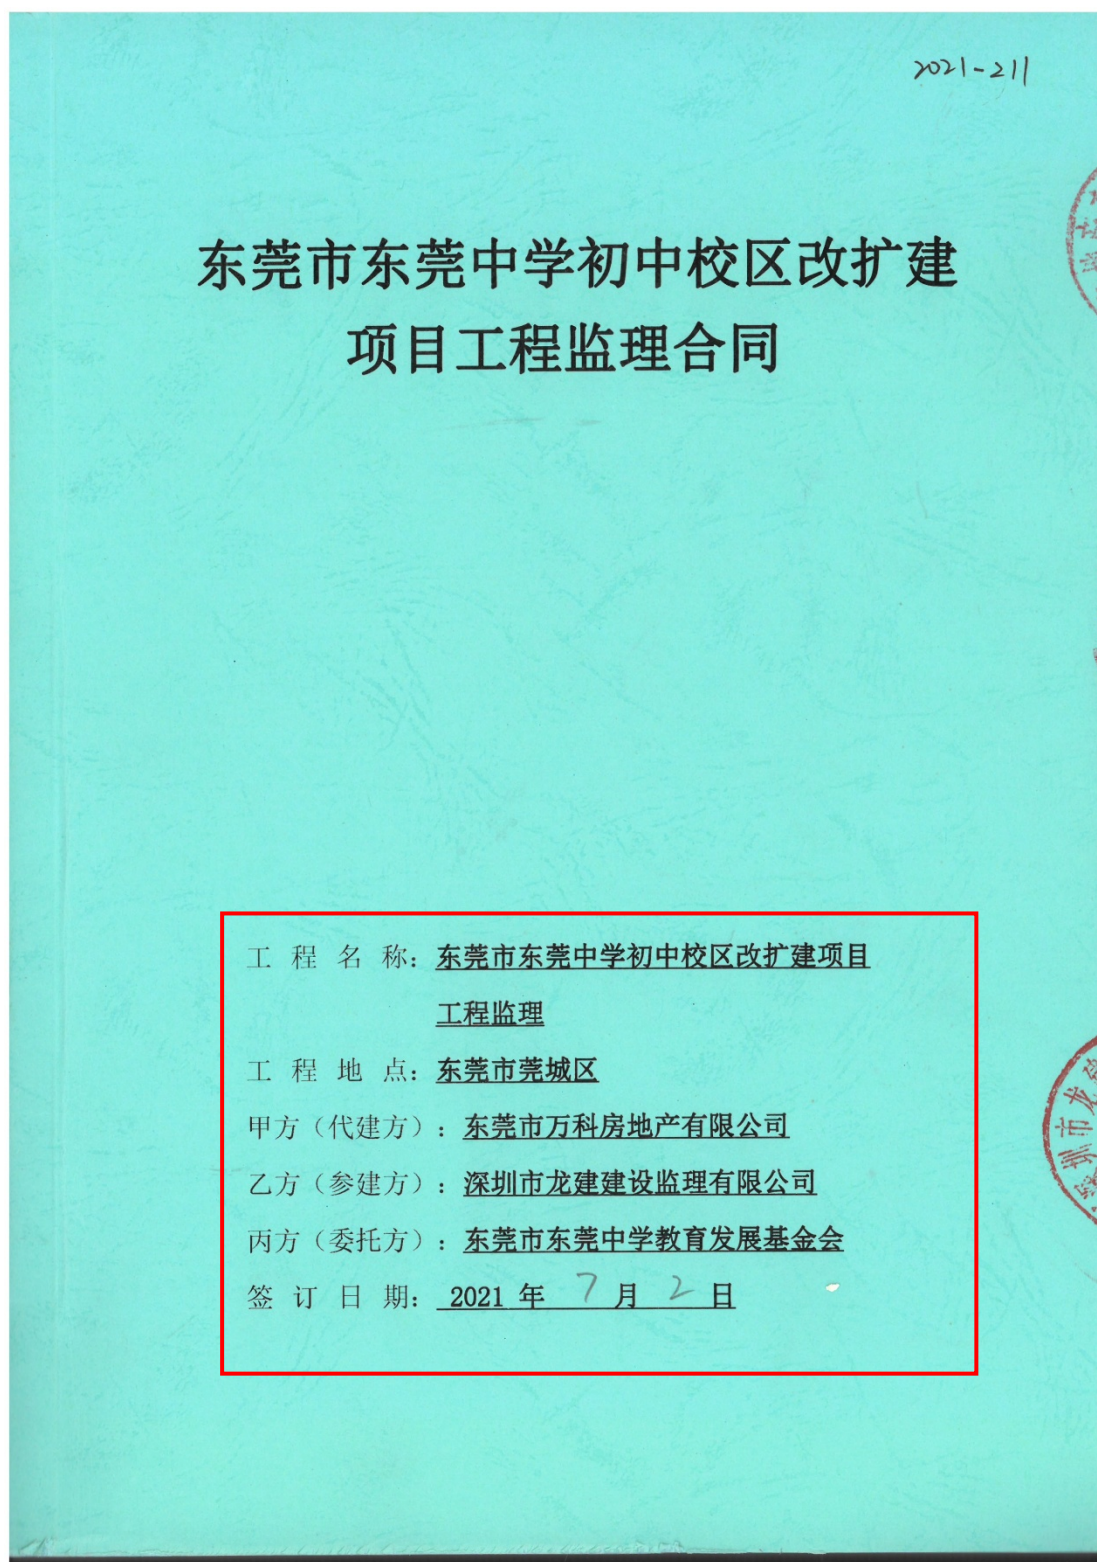 2021-211
东莞市东莞中学初中校区改扩建
项目工程监理合同
工程名称：东莞市东莞中学初中校区改扩建项目
工程监理
工程地点：东莞市莞城区
甲方（代建方）：东莞市万科房地产有限公司
乙方（参建方）：深圳市龙建建设监理有限公司
丙方（委托方）：东莞市东莞中学教育发展基金会
签订日期：2021 年 7 月 2 日
圳市龙